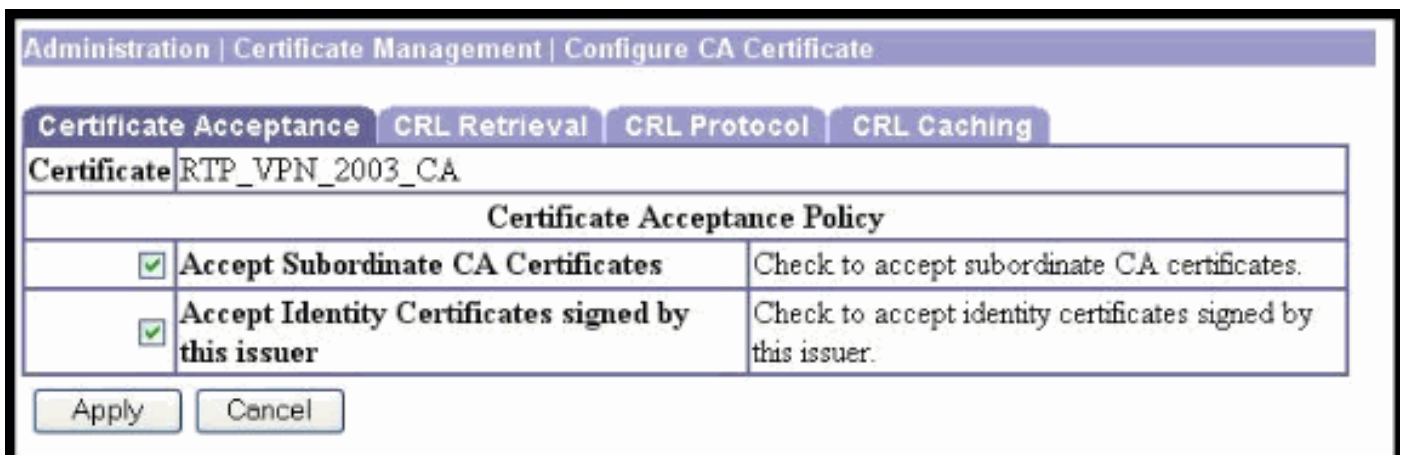 Administration | Certificate Management | Configure CA Certificate
Certificate Acceptance CRL Retrieval CRL Protocol CRL Caching
Certificate RTP_VPN_2003_CA
Certificate Acceptance Policy
Accept Subordinate CA Certificates Check to accept subordinate CA certificates.
Accept Identity Certificates signed by Check to accept identity certificates signed by
this issuer this issuer.
Apply Cancel